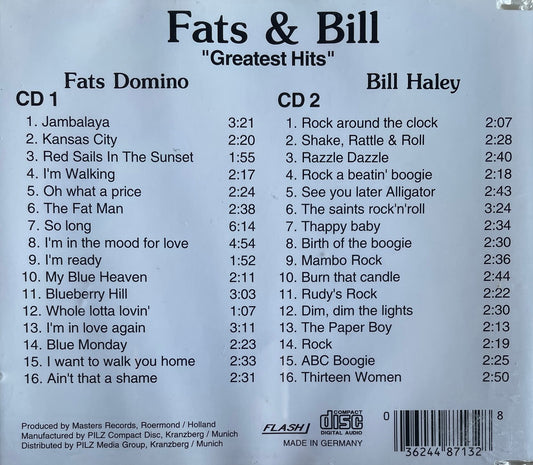 Fats & Bill
"Greatest Hits"
Fats Domino
CD 1
1. Jambalaya 3:21
2. Kansas City 2:20
3. Red Sails In The Sunset 1:55
4. I'm Walking 2:17
5. Oh what a price 2:24
6. The Fat Man 2:38
7. So long 6:14
8. I'm in the mood for love 4:54
9. I'm ready 1:52
10. My Blue Heaven 2:11
11. Blueberry Hill 3:03
12. Whole lotta lovin' 1:07
13. I'm in love again 3:11
14. Blue Monday 2:23
15. I want to walk you home 2:33
16. Ain't that a shame 2:31
Bill Haley
CD 2
1. Rock around the clock 2:07
2. Shake, Rattle & Roll 2:28
3. Razzle Dazzle 2:40
4. Rock a beatin' boogie 2:18
5. See you later Alligator 2:43
6. The saints rock'n'roll 3:24
7. Thappy baby 2:34
8. Birth of the boogie 2:30
9. Mambo Rock 2:36
10. Burn that candle 2:44
11. Rudy's Rock 2:22
12. Dim, dim the lights 2:30
13. The Paper Boy 2:13
14. Rock 2:19
15. ABC Boogie 2:25
16. Thirteen Women 2:50
Produced by Masters Records, Roermond / Holland
Manufactured by PILZ Compact Disc, Kranzberg / Munich
Distributed by PILZ Media Group, Kranzberg / Munich
FLASH
COMPACT
disc
DIGITAL AUDIO
MADE IN GERMANY
0 36244 87132 8